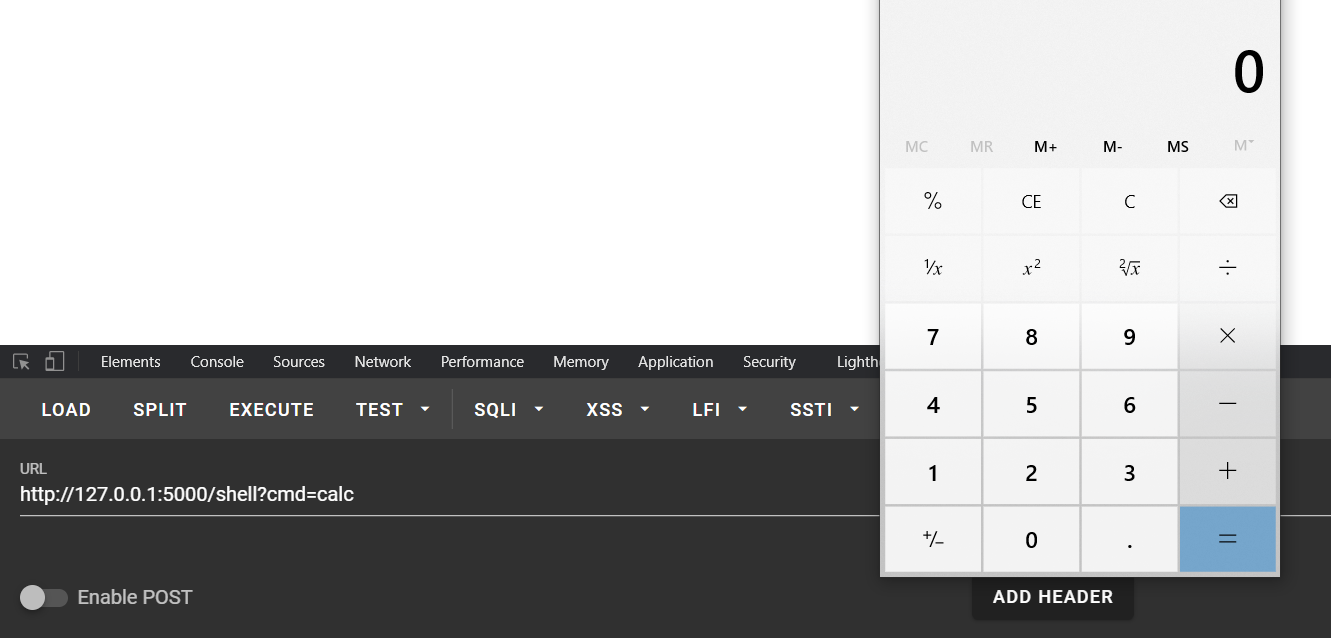 0
MC MR M+ M- MS M˅
% CE C
¹/x x² ²√x ÷
7 8 9 ×
4 5 6 −
1 2 3 +
+/− 0 . =
Elements Console Sources Network Performance Memory Application Security Lighth
LOAD SPLIT EXECUTE TEST SQLI XSS LFI SSTI
URL
http://127.0.0.1:5000/shell?cmd=calc
Enable POST
ADD HEADER